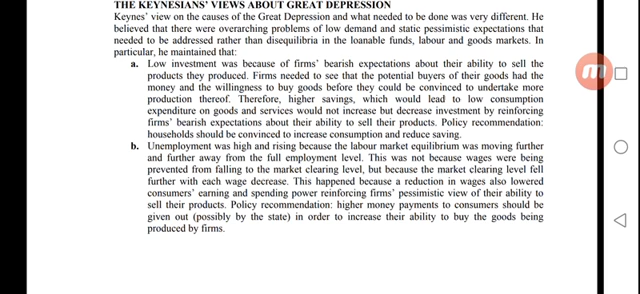 THE KEYNESIANS' VIEWS ABOUT GREAT DEPRESSION
Keynes' view on the causes of the Great Depression and what needed to be done was very different. He
believed that there were overarching problems of low demand and static pessimistic expectations that
needed to be addressed rather than disequilibria in the loanable funds, labour and goods markets. In
particular, he maintained that:
a. Low investment was because of firms' bearish expectations about their ability to sell the
products they produced. Firms needed to see that the potential buyers of their goods had the
money and the willingness to buy goods before they could be convinced to undertake more
production thereof. Therefore, higher savings, which would lead to low consumption
expenditure on goods and services would not increase but decrease investment by reinforcing
firms' bearish expectations about their ability to sell their products. Policy recommendation:
households should be convinced to increase consumption and reduce saving.
b. Unemployment was high and rising because the labour market equilibrium was moving further
and further away from the full employment level. This was not because wages were being
prevented from falling to the market clearing level, but because the market clearing level fell
further with each wage decrease. This happened because a reduction in wages also lowered
consumers' earning and spending power reinforcing firms' pessimistic view of their ability to
sell their products. Policy recommendation: higher money payments to consumers should be
given out (possibly by the state) in order to increase their ability to buy the goods being
produced by firms.